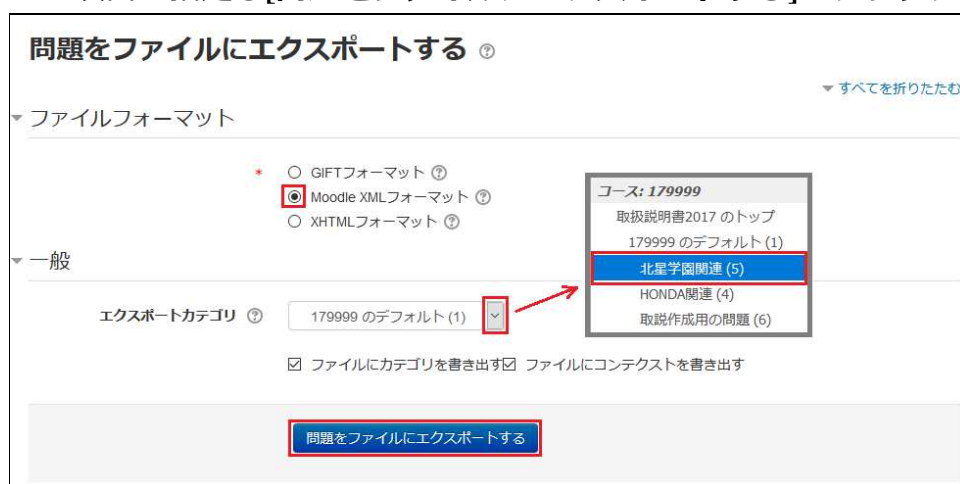 問題をファイルにエクスポートする
すべてを折りたたむ
ファイルフォーマット
* GIFTフォーマット
Moodle XMLフォーマット
XHTMLフォーマット
コース: 179999
取扱説明書2017 のトップ
179999 のデフォルト (1)
北星学園関連 (5)
HONDA関連 (4)
取説作成用の問題 (6)
一般
エクスポートカテゴリ 179999 のデフォルト (1)
ファイルにカテゴリを書き出す ファイルにコンテクストを書き出す
問題をファイルにエクスポートする